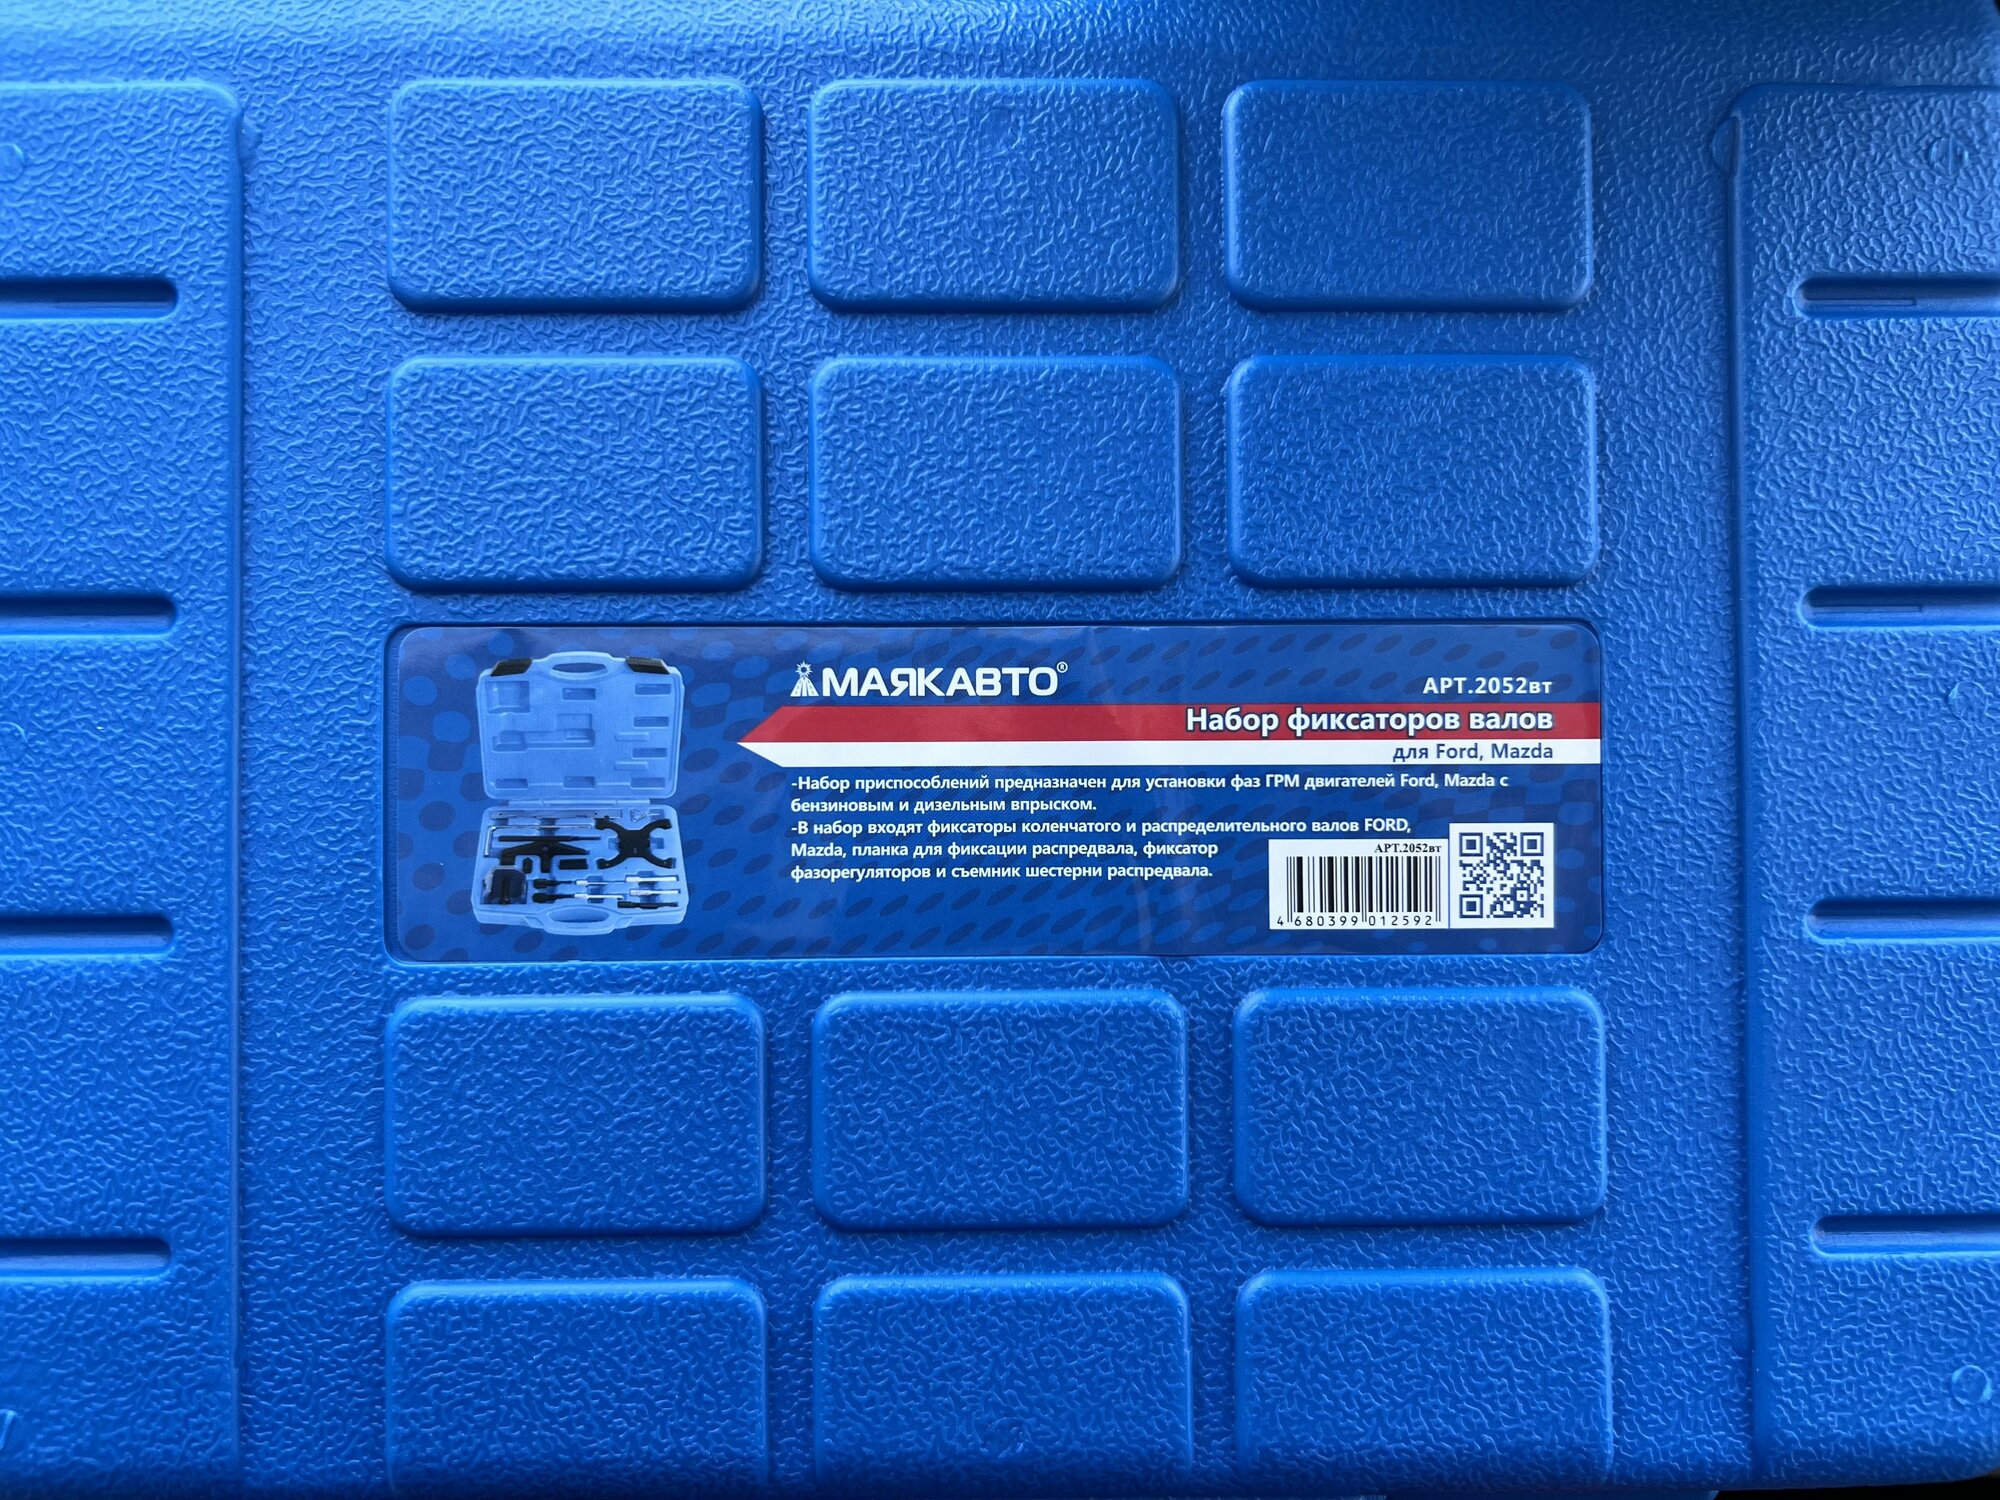 МАЯКАВТО®
АРТ.2052вт
Набор фиксаторов валов
для Ford, Mazda
-Набор приспособлений предназначен для установки фаз ГРМ двигателей Ford, Mazda с
бензиновым и дизельным впрыском.
-В набор входят фиксаторы коленчатого и распределительного валов FORD,
Mazda, планка для фиксации распредвала, фиксатор
фазорегуляторов и съемник шестерни распредвала.
АРТ.2052вт
4 680399 012592